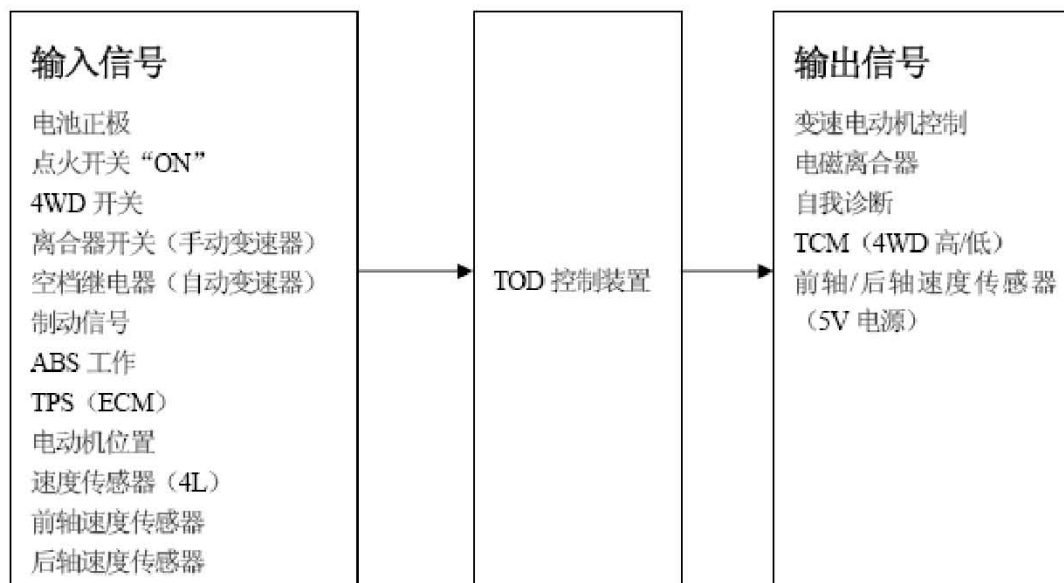 输入信号
电池正极
点火开关“ON”
4WD 开关
离合器开关（手动变速器）
空档继电器（自动变速器）
制动信号
ABS 工作
TPS（ECM）
电动机位置
速度传感器（4L）
前轴速度传感器
后轴速度传感器
TOD 控制装置
输出信号
变速电动机控制
电磁离合器
自我诊断
TCM（4WD 高/低）
前轴/后轴速度传感器
（5V 电源）